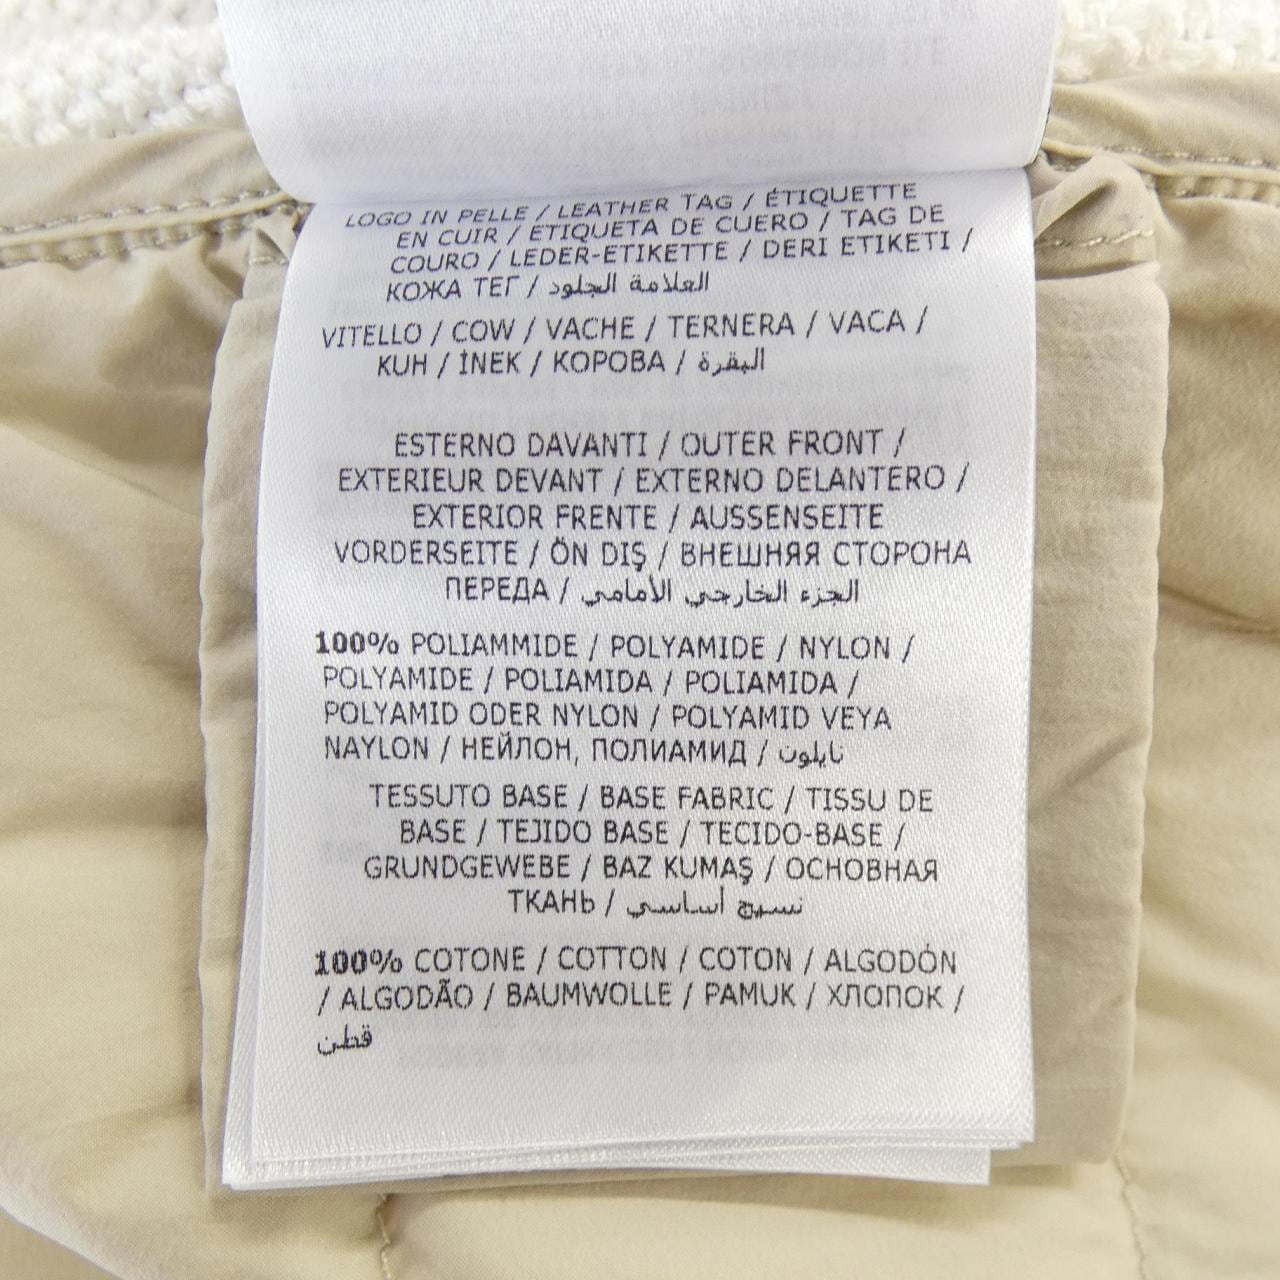 LOGO IN PELLE / LEATHER TAG / ÉTIQUETTE
EN CUIR / ETIQUETA DE CUERO / TAG DE
COURO / LEDER-ETIKETTE / DERI ETIKETI /
КОЖА ТЕГ / العلامة الجلود
VITELLO / COW / VACHE / TERNERA / VACA /
KUH / İNEK / КОРОВА / البقرة
ESTERNO DAVANTI / OUTER FRONT /
EXTERIEUR DEVANT / EXTERNO DELANTERO /
EXTERIOR FRENTE / AUSSENSEITE
VORDERSEITE / ÖN DIŞ / ВНЕШНЯЯ СТОРОНА
ПЕРЕДА / الجزء الخارجي الأمامي
100% POLIAMMIDE / POLYAMIDE / NYLON /
POLYAMIDE / POLIAMIDA / POLIAMIDA /
POLYAMID ODER NYLON / POLYAMID VEYA
NAYLON / НЕЙЛОН, ПОЛИАМИД / نايلون
TESSUTO BASE / BASE FABRIC / TISSU DE
BASE / TEJIDO BASE / TECIDO-BASE /
GRUNDGEWEBE / BAZ KUMAŞ / ОСНОВНАЯ
ТКАНЬ / نسيج أساسي
100% COTONE / COTTON / COTON / ALGODÓN
/ ALGODÃO / BAUMWOLLE / PAMUK / ХЛОПОК /
قطن